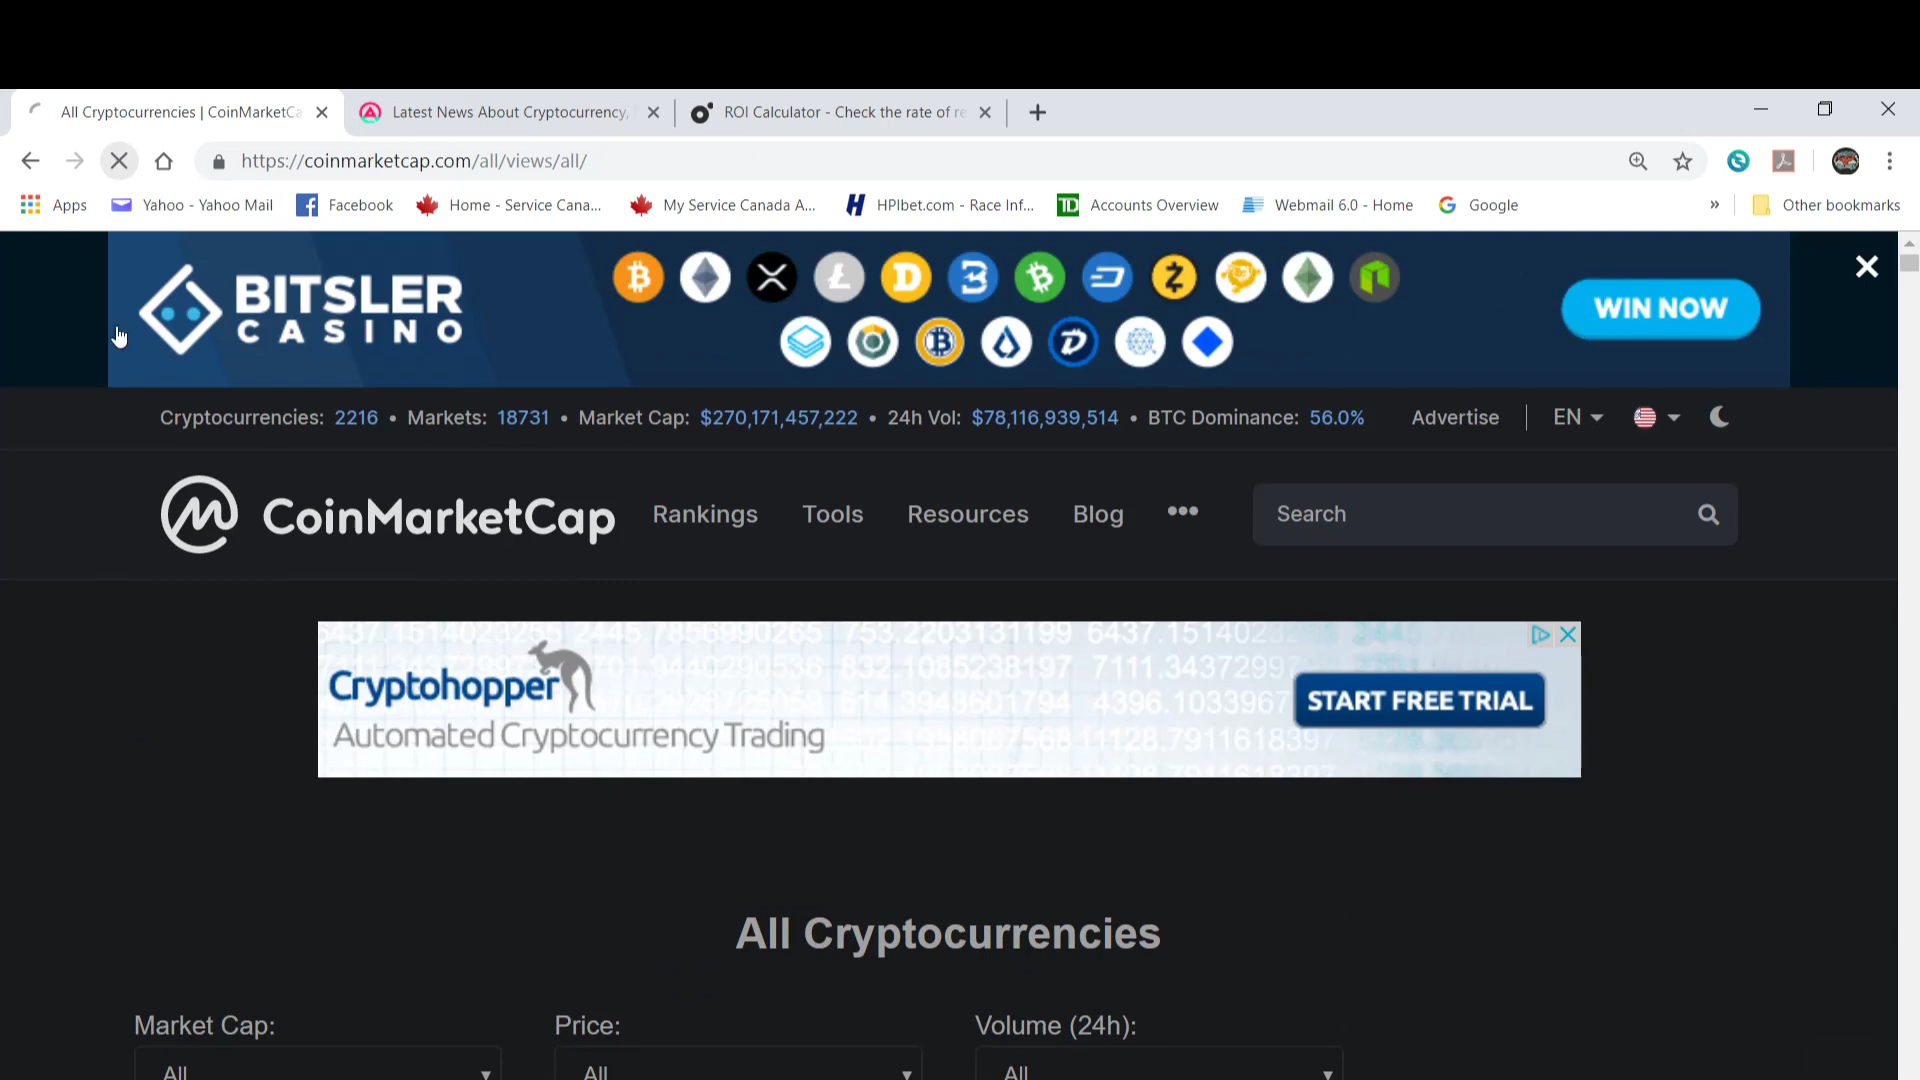 All Cryptocurrencies | CoinMarketCa
Latest News About Cryptocurrency,
ROI Calculator - Check the rate of re
https://coinmarketcap.com/all/views/all/
Apps
Yahoo - Yahoo Mail
Facebook
Home - Service Cana...
My Service Canada A...
HPIbet.com - Race Inf...
TD
Accounts Overview
Webmail 6.0 - Home
Google
»
Other bookmarks
BITSLER
CASINO
WIN NOW
Cryptocurrencies: 2216 • Markets: 18731 • Market Cap: $270,171,457,222 • 24h Vol: $78,116,939,514 • BTC Dominance: 56.0%
Advertise
EN
CoinMarketCap
Rankings
Tools
Resources
Blog
•••
Search
Cryptohopper
Automated Cryptocurrency Trading
START FREE TRIAL
All Cryptocurrencies
Market Cap:
Price:
Volume (24h):
All
All
All